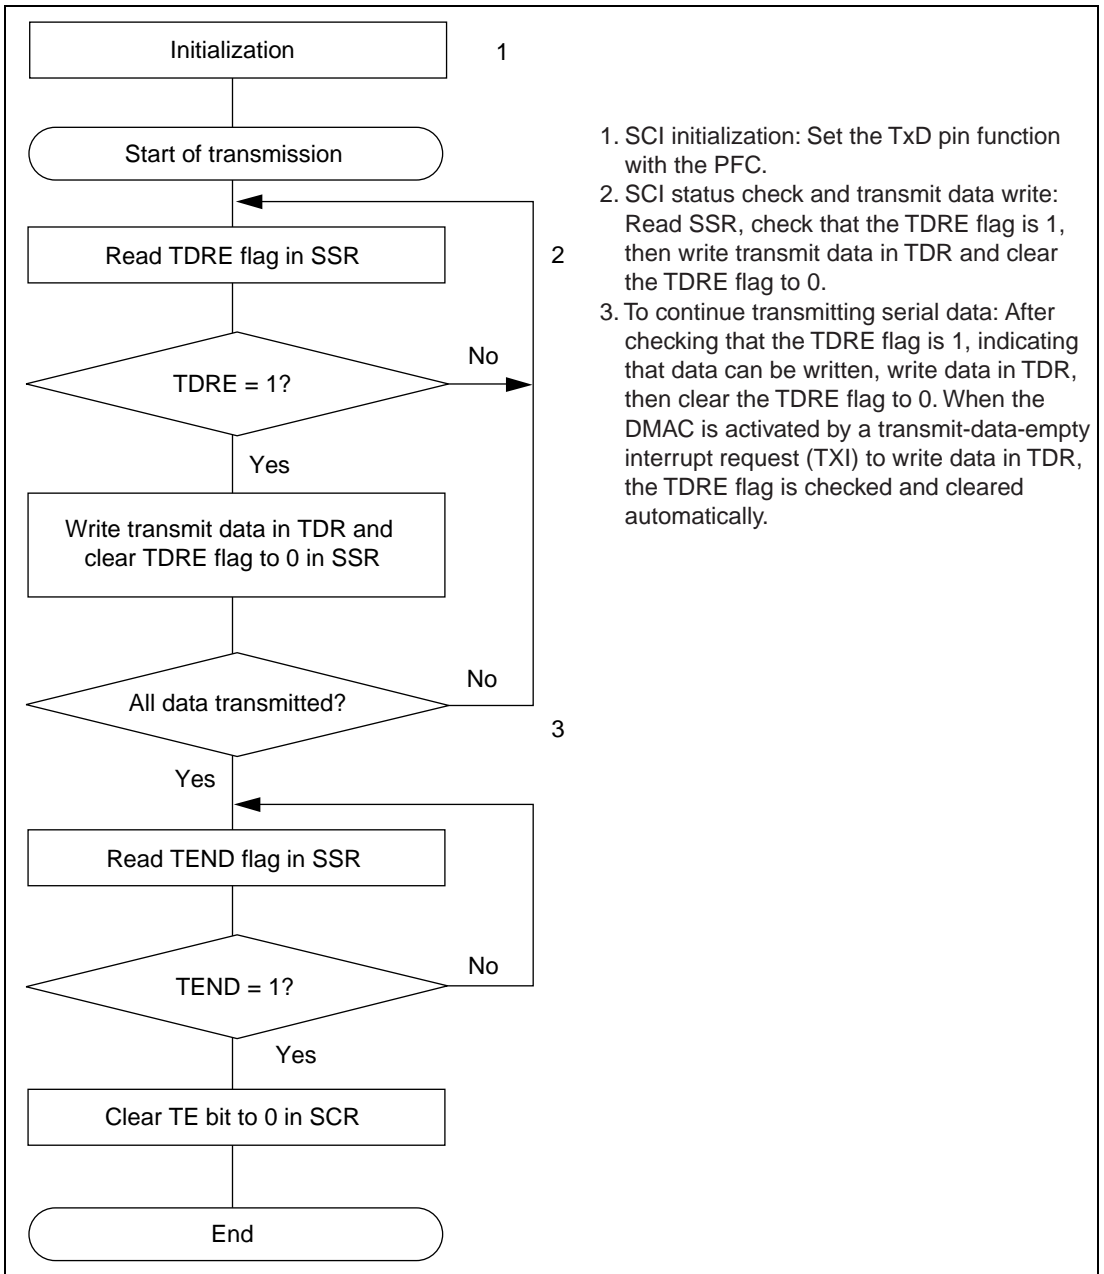 Initialization
1
Start of transmission
Read TDRE flag in SSR
2
TDRE = 1?
No
Yes
Write transmit data in TDR and
clear TDRE flag to 0 in SSR
All data transmitted?
No
3
Yes
Read TEND flag in SSR
TEND = 1?
No
Yes
Clear TE bit to 0 in SCR
End
1. SCI initialization: Set the TxD pin function
with the PFC.
2. SCI status check and transmit data write:
Read SSR, check that the TDRE flag is 1,
then write transmit data in TDR and clear
the TDRE flag to 0.
3. To continue transmitting serial data: After
checking that the TDRE flag is 1, indicating
that data can be written, write data in TDR,
then clear the TDRE flag to 0. When the
DMAC is activated by a transmit-data-empty
interrupt request (TXI) to write data in TDR,
the TDRE flag is checked and cleared
automatically.